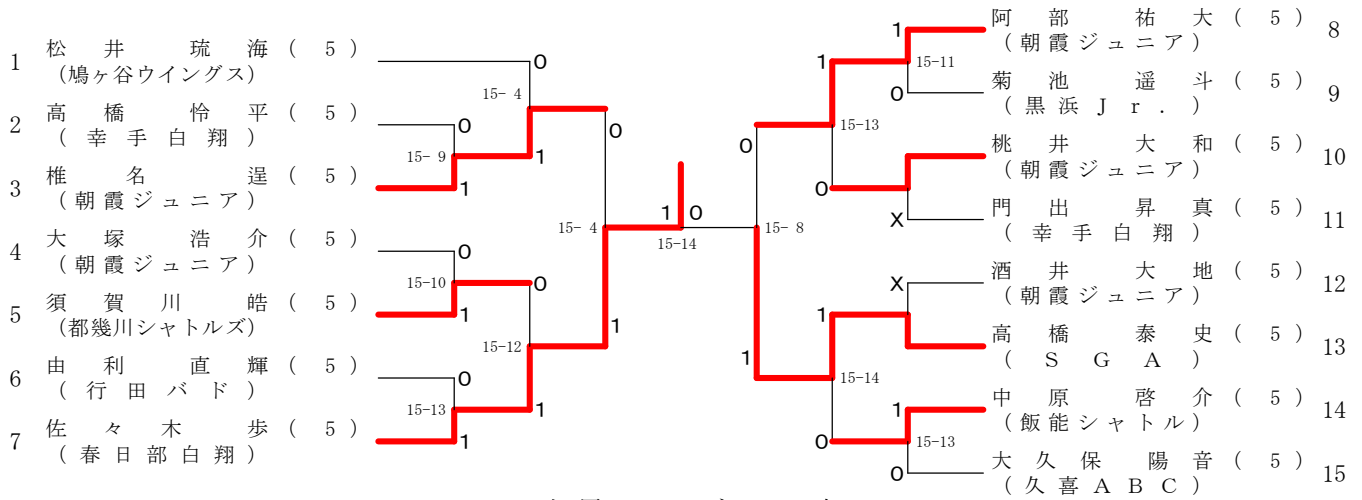 1 松井 琉海 ( 5 )
(鳩ヶ谷ウイングス)
2 高橋 怜平 ( 5 )
( 幸手白翔 )
3 椎名 逞 ( 5 )
( 朝霞ジュニア )
4 大塚 浩介 ( 5 )
( 朝霞ジュニア )
5 須賀川 皓 ( 5 )
(都幾川シャトルズ)
6 由利 直輝 ( 5 )
( 行田バド )
7 佐々木 歩 ( 5 )
( 春日部白翔 )
0
15- 4
0
15- 9
1
1
0
15-10
1
0
15-12
0
15-13
1
1
0
15- 4
1
1 0
15-14
0
15- 8
1
1
15-11
0
1
15-13
0
X
X
1
15-14
1
15-13
0
0
阿部 祐大 ( 5 ) 8
( 朝霞ジュニア )
菊池 遥斗 ( 5 ) 9
( 黒浜Jr. )
桃井 大和 ( 5 ) 10
( 朝霞ジュニア )
門出 昇真 ( 5 ) 11
( 幸手白翔 )
酒井 大地 ( 5 ) 12
( 朝霞ジュニア )
高橋 泰史 ( 5 ) 13
( SGA )
中原 啓介 ( 5 ) 14
( 飯能シャトル )
大久保 陽音 ( 5 ) 15
( 久喜ABC )